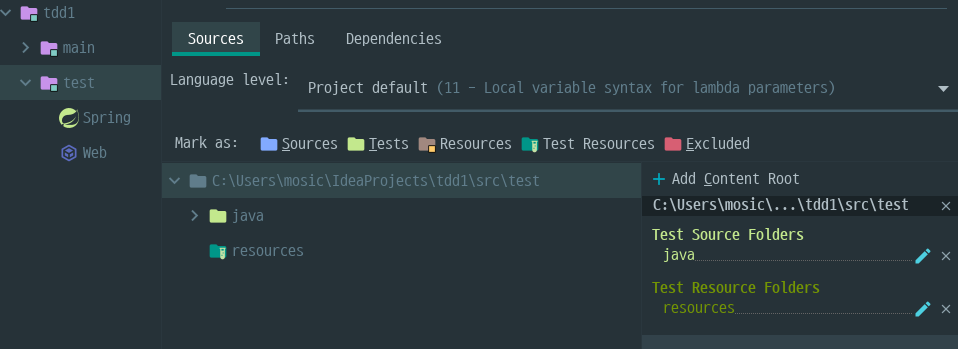 tdd1
main
test
Spring
Web
Sources Paths Dependencies
Language level: Project default (11 - Local variable syntax for lambda parameters)
Mark as: Sources Tests Resources Test Resources Excluded
C:\Users\mosic\IdeaProjects\tdd1\src\test
java
resources
+ Add Content Root
C:\Users\mosic\...\tdd1\src\test ×
Test Source Folders
java ×
Test Resource Folders
resources ×